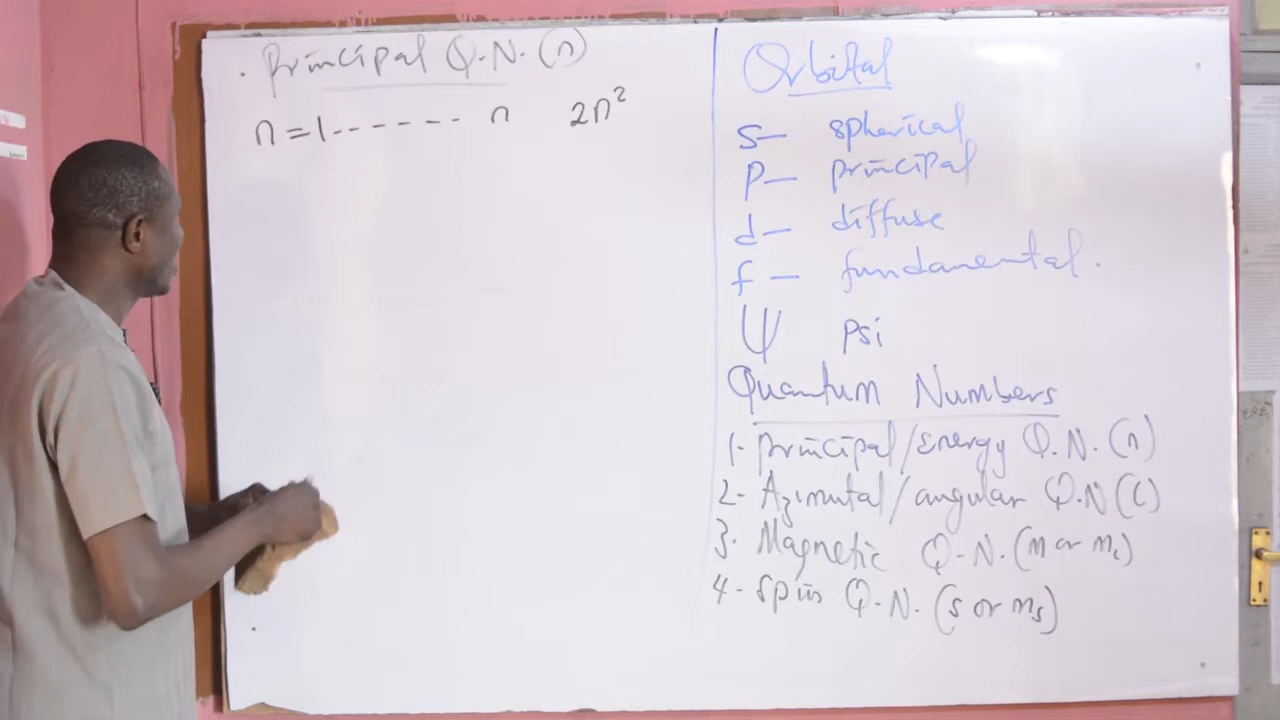 . Principal Q.N.(n)
n=1------- n 2n²
Orbital
s— spherical
p— principal
d— diffuse
f— fundamental.
Ψ psi
Quantum Numbers
1- principal/energy Q.N.(n)
2- Azimutal/angular Q.N(l)
3. Magnetic Q-N.(m or mₗ)
4- spin Q.N.(s or mₛ)